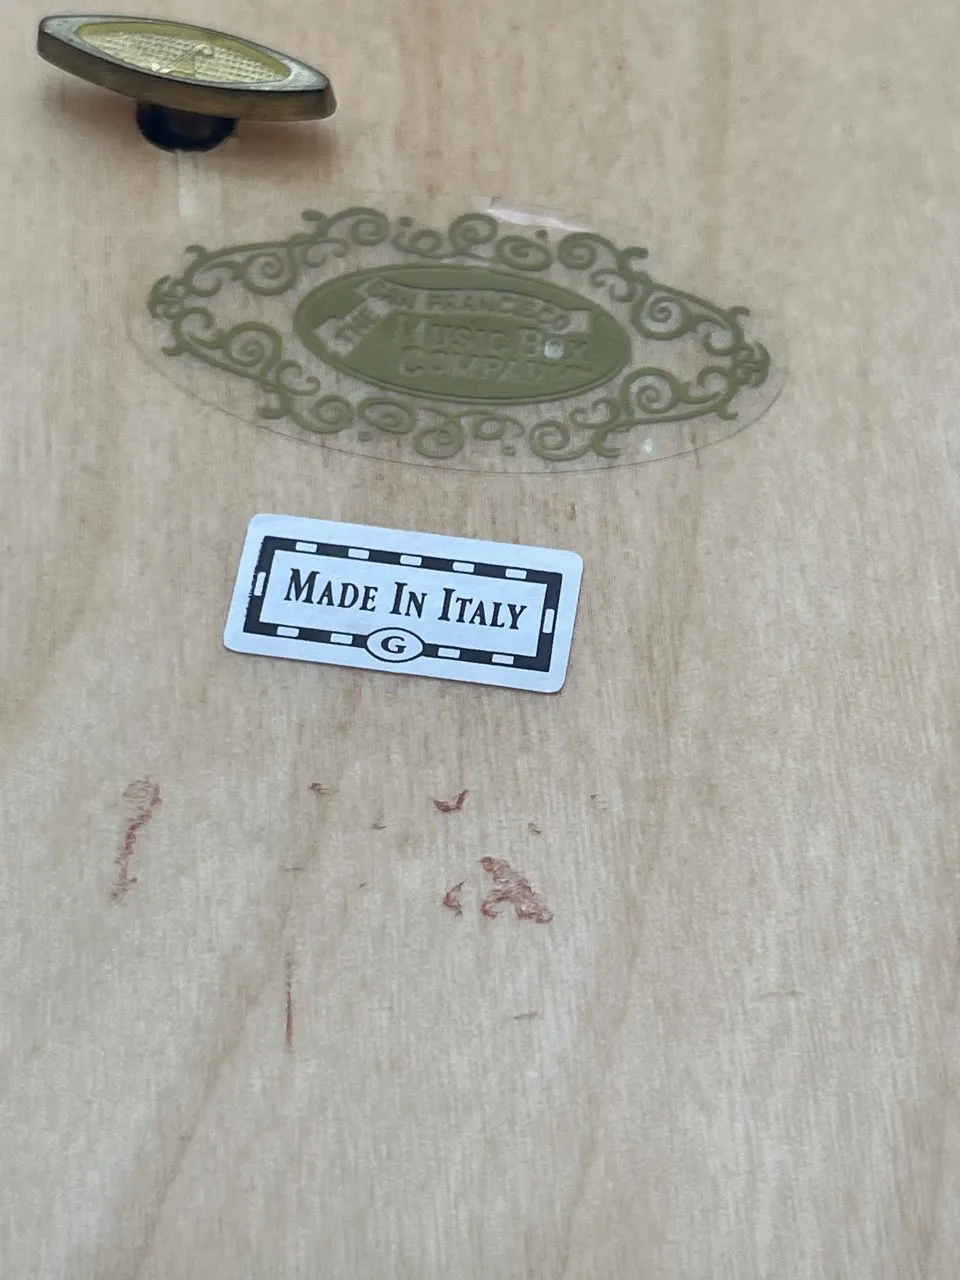 THE SAN FRANCISCO
MUSIC BOX
COMPANY
MADE IN ITALY
G